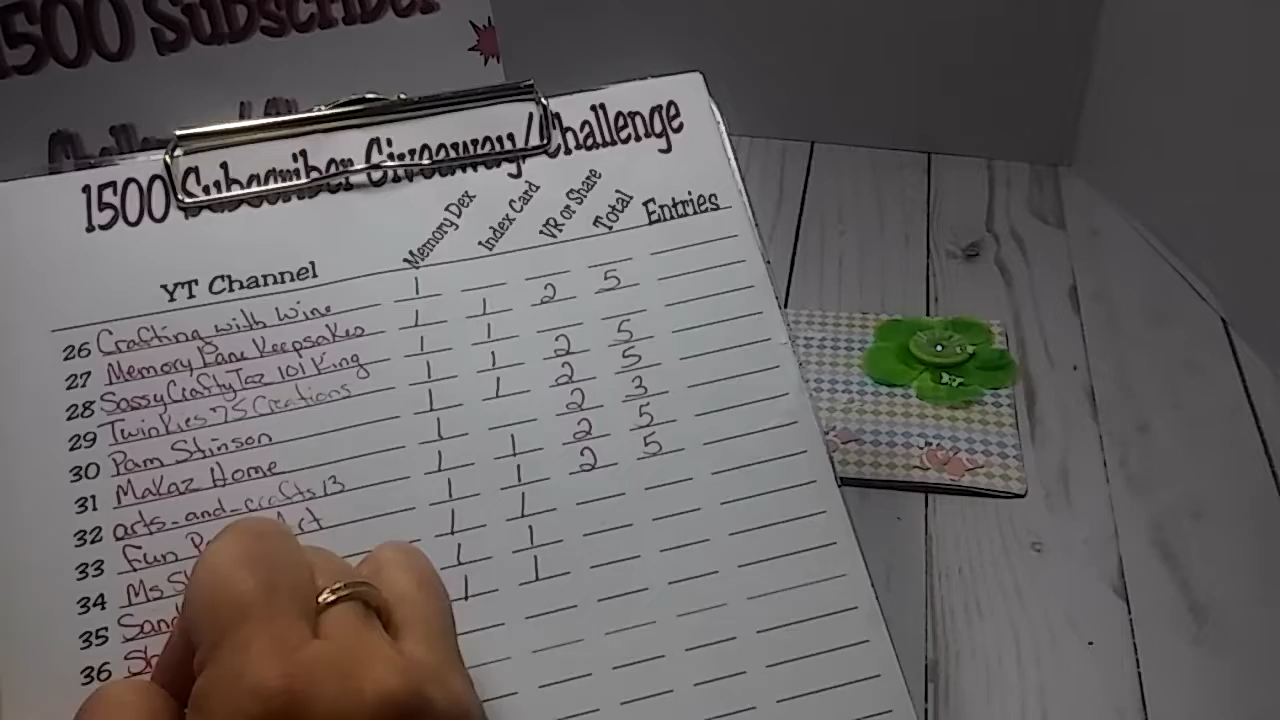 1500 Subscriber
1500 Subscriber Giveaway/Challenge
YT Channel Memory Dex Index Card VR or Share Total Entries
26 Crafting with Wine 1
27 Memory Pane Keepsakes 1 1 2 5
28 SassyCraftyTaz 101 King 1 1
29 Twinkies 75 Creations 1 1 2 5
30 Pam Stinson 1 1 2 5
31 Makaz Home 1 2 3
32 arts-and-crafts13 1 1 2 5
33 Fun 1 1 2 5
34 Ms 1 1
35 1 1
36 1 1